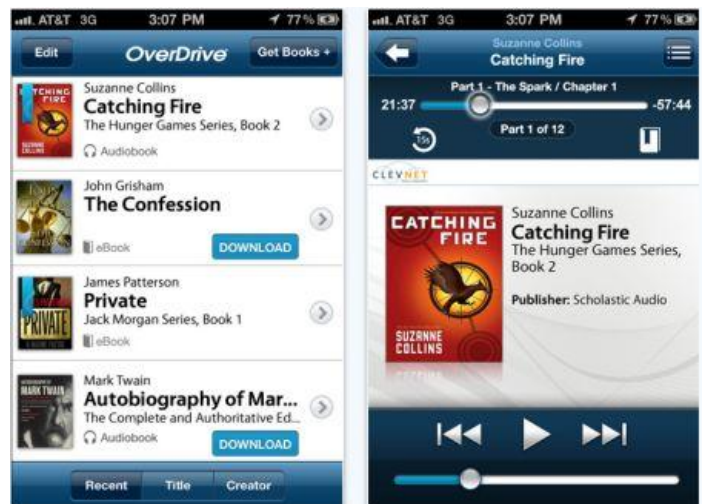 AT&T 3G 3:07 PM 77%
Edit OverDrive Get Books +
Suzanne Collins
Catching Fire
The Hunger Games Series, Book 2
Audiobook
John Grisham
The Confession
eBook DOWNLOAD
James Patterson
Private
Jack Morgan Series, Book 1
eBook
PRIVATE
Mark Twain
Autobiography of Mar...
The Complete and Authoritative Ed...
Audiobook DOWNLOAD
MARK TWAIN
Recent Title Creator
AT&T 3G 3:07 PM 77%
Suzanne Collins
Catching Fire
Part 1 - The Spark / Chapter 1
21:37 -57:44
Part 1 of 12
15s
CLEVNET
CATCHING
FIRE
SUZANNE
COLLINS
Suzanne Collins
Catching Fire
The Hunger Games Series,
Book 2
Publisher: Scholastic Audio